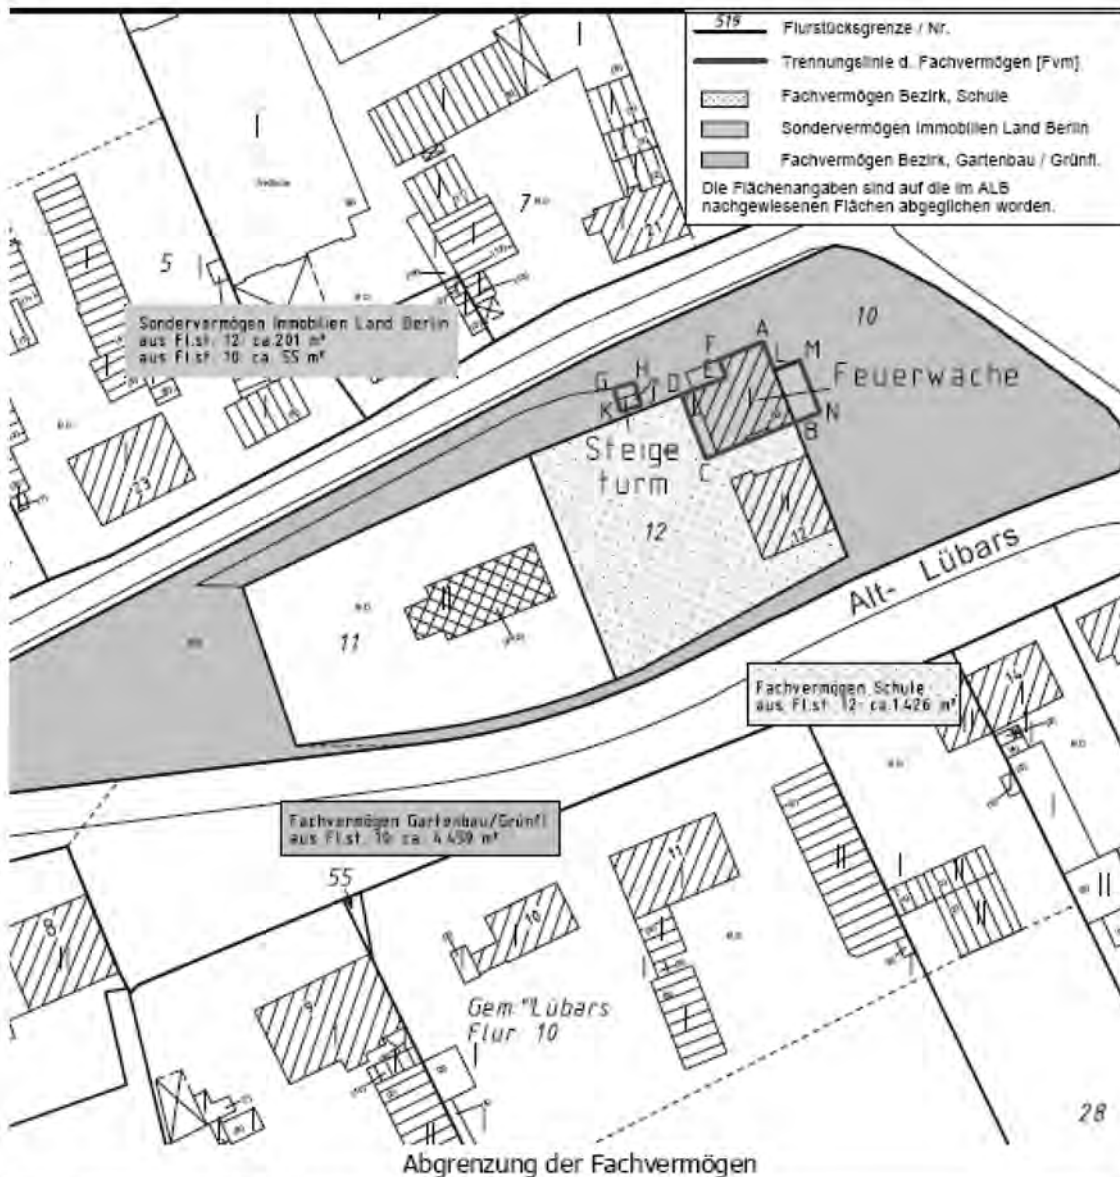 519 Flurstücksgrenze / Nr.
Trennungslinie d. Fachvermögen [Fvm]
Fachvermögen Bezirk, Schule
Sondervermögen Immobilien Land Berlin
Fachvermögen Bezirk, Gartenbau / Grünfl.
Die Flächenangaben sind auf die im ALB
nachgewiesenen Flächen abgeglichen worden.
7
21
5
Sondervermögen Immobilien Land Berlin
aus Fl.st. 12: ca. 201 m²
aus Fl.st. 10: ca. 55 m²
10
A
F
L
M
E
H
D
G
J
K
N
B
C
Feuerwache
Steige
turm
12
12
23
11
Alt- Lübars
Fachvermögen Schule
aus Fl.st. 12: ca. 1.426 m²
14
Fachvermögen Gartenbau/Grünfl
aus Fl.st. 10: ca. 4.459 m²
55
11
8
10
9
Gem. Lübars
Flur 10
28
Abgrenzung der Fachvermögen